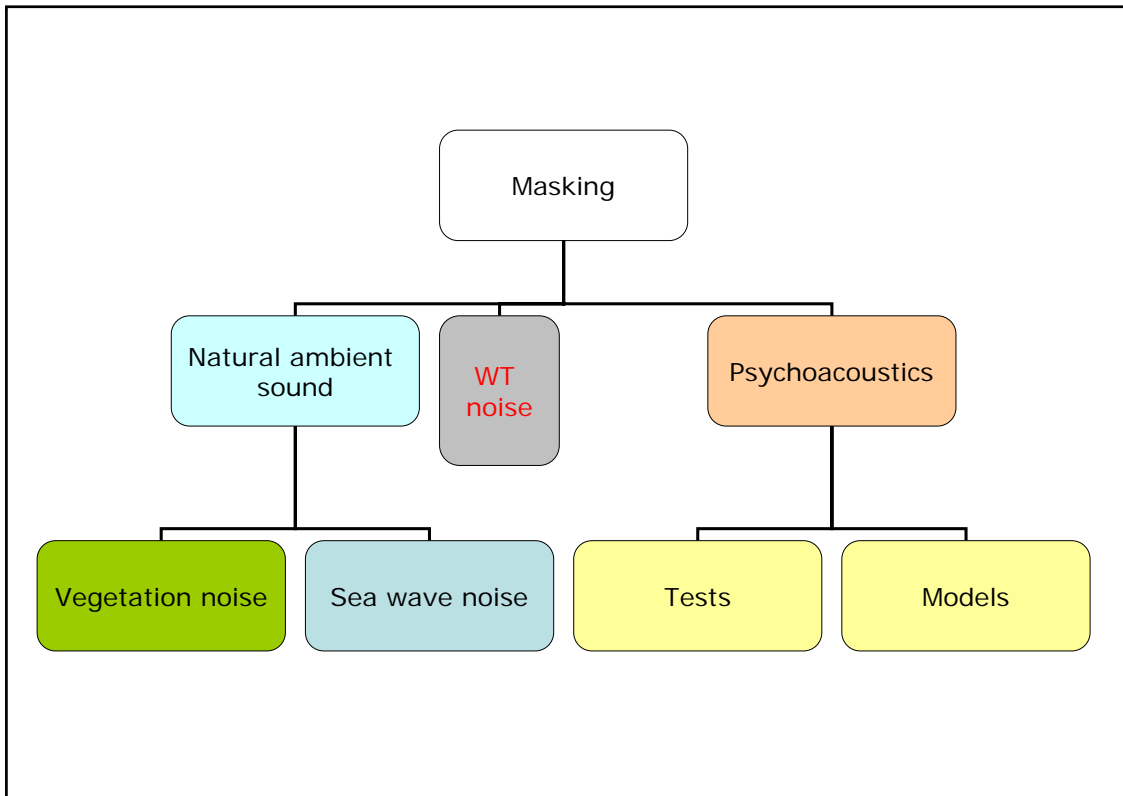 Masking
Natural ambient
sound
WT
noise
Psychoacoustics
Vegetation noise
Sea wave noise
Tests
Models